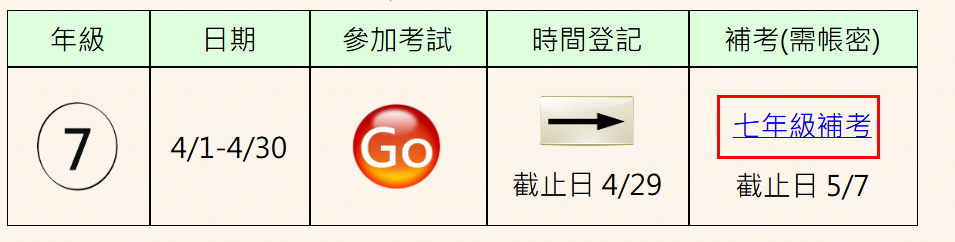 年級 日期 參加考試 時間登記 補考(需帳密)
7 4/1-4/30 Go 七年級補考
截止日 4/29 截止日 5/7